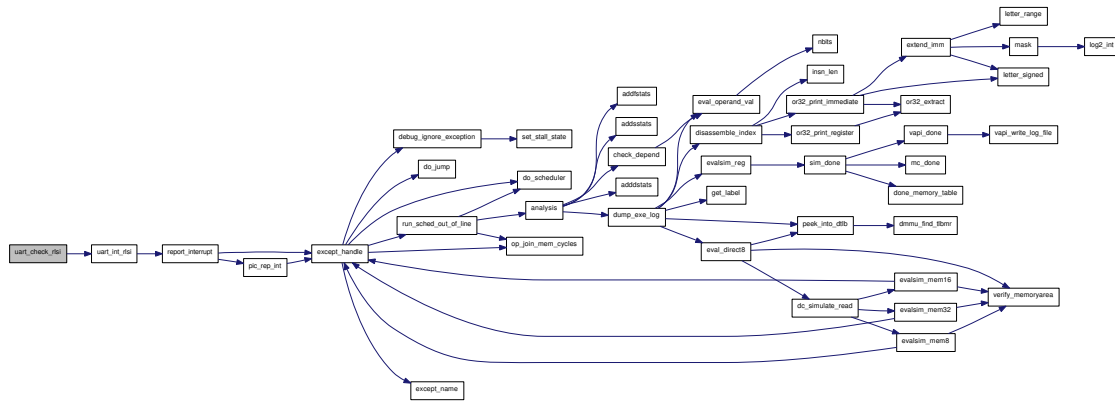 letter_range
nbits
extend_imm
mask
log2_int
insn_len
letter_signed
addfstats
eval_operand_val
or32_print_immediate
or32_extract
debug_ignore_exception
set_stall_state
addsstats
disassemble_index
or32_print_register
vapi_done
vapi_write_log_file
check_depend
evalsim_reg
sim_done
mc_done
do_jump
do_scheduler
adddstats
get_label
done_memory_table
analysis
dump_exe_log
run_sched_out_of_line
peek_into_dtlb
dmmu_find_tlbmr
op_join_mem_cycles
eval_direct8
uart_check_rlsi
uart_int_rlsi
report_interrupt
except_handle
pic_rep_int
evalsim_mem16
verify_memoryarea
dc_simulate_read
evalsim_mem32
evalsim_mem8
except_name